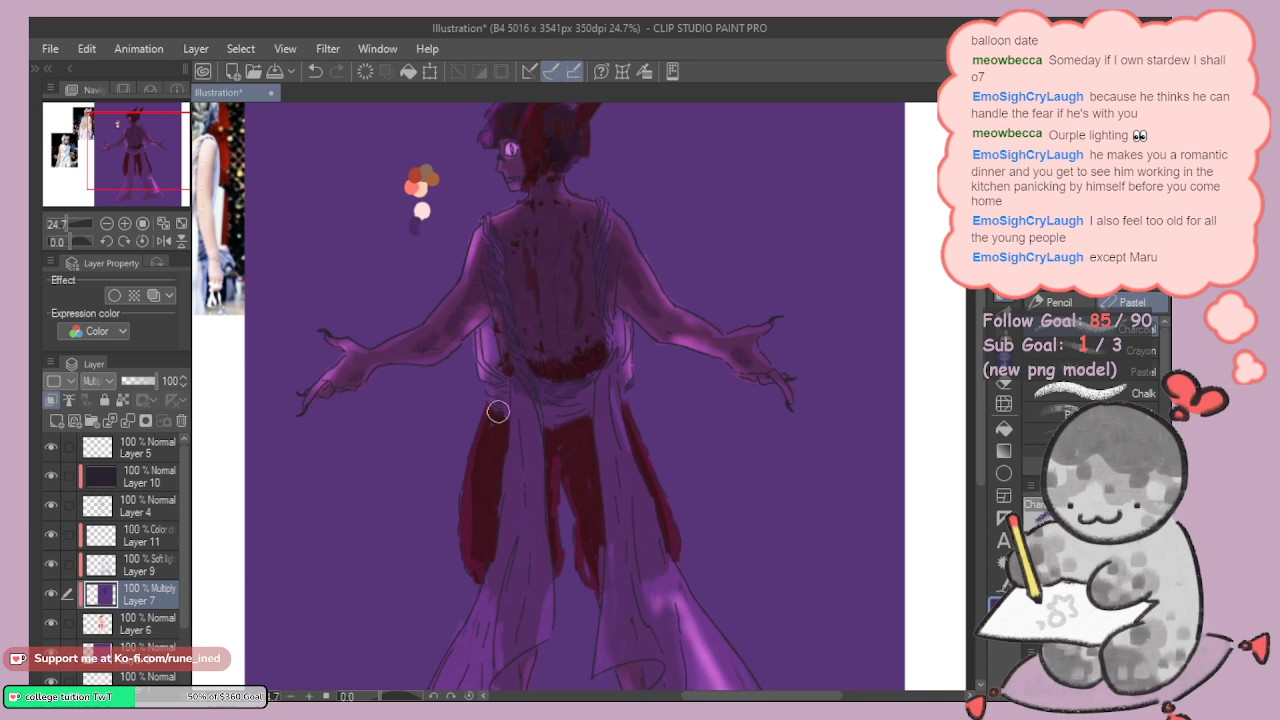 Illustration* (B4 5016 x 3541px 350dpi 24.7%) - CLIP STUDIO PAINT PRO
File Edit Animation Layer Select View Filter Window Help
Illustration*
24.7
0.0
Layer Property
Effect
Expression color
Color
Layer
100
100 % Normal
Layer 5
100 % Normal
Layer 10
100 % Normal
Layer 4
Layer 11
Layer 9
100 % Multiply
Layer 7
100 % Normal
Layer 6
100 % Normal
Support me at Ko-fi.com/rune_ined
college tuition TwT
50% of $360 Goal
0.0
balloon date
meowbecca Someday if I own stardew I shall
o7
EmoSighCryLaugh because he thinks he can
handle the fear if he's with you
meowbecca Ourple lighting 👀
EmoSighCryLaugh he makes you a romantic
dinner and you get to see him working in the
kitchen panicking by himself before you come
home
EmoSighCryLaugh I also feel too old for all
the young people
EmoSighCryLaugh except Maru
Pencil Pastel
Follow Goal: 85 / 90
Charcoal
Sub Goal: 1 / 3
Crayon
(new png model)
Pastel
Chalk